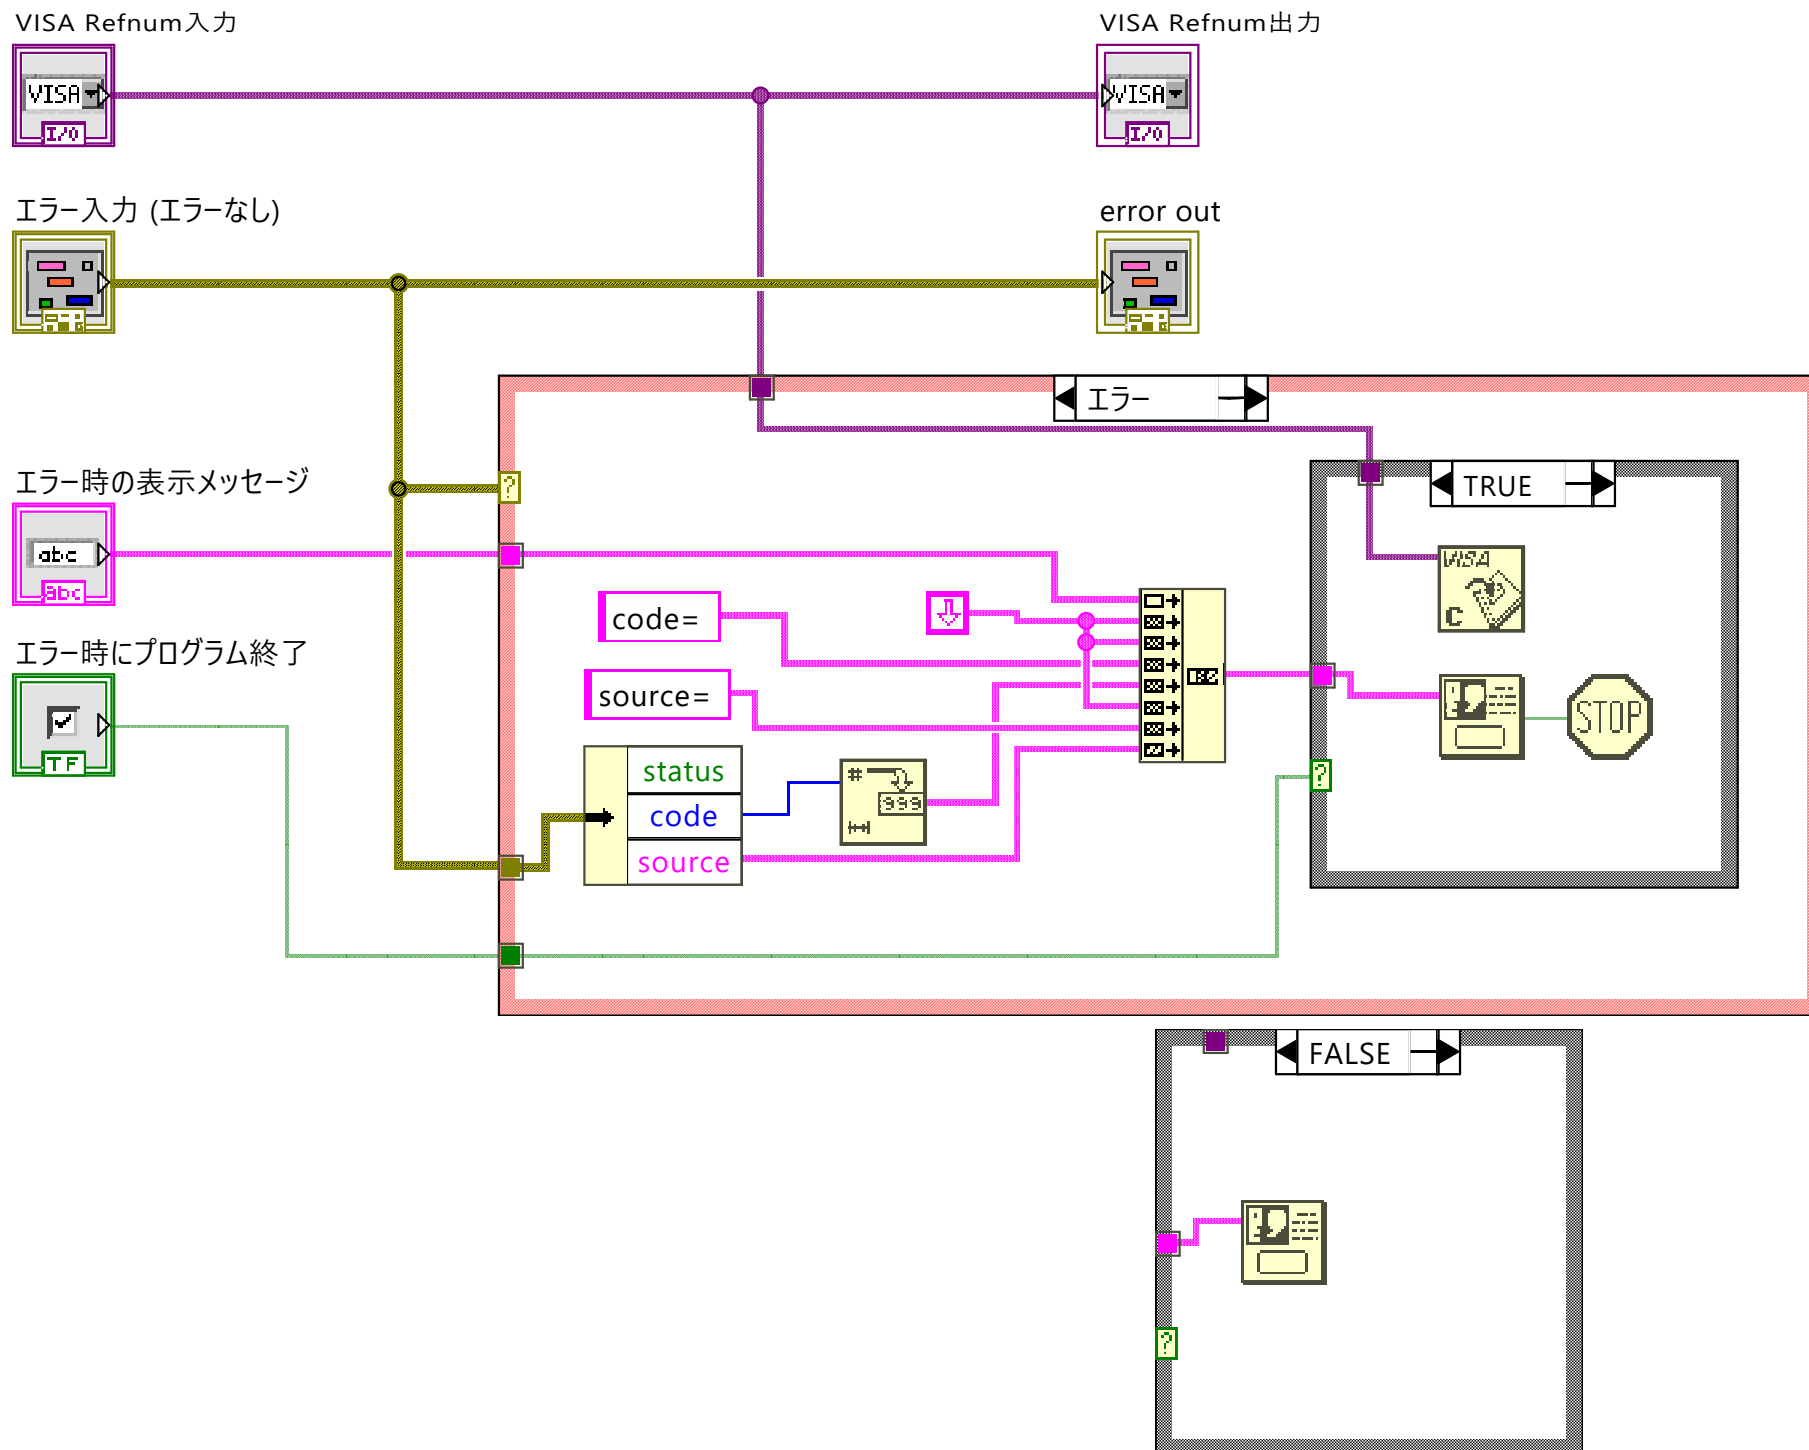 VISA Refnum入力
VISA Refnum出力
VISA
I/O
VISA
I/O
エラー入力 (エラーなし)
error out
エラー
エラー時の表示メッセージ
?
TRUE
abc
abc
VISA
C
code=
エラー時にプログラム終了
source=
STOP
TF
status
#
999
?
code
source
FALSE
?